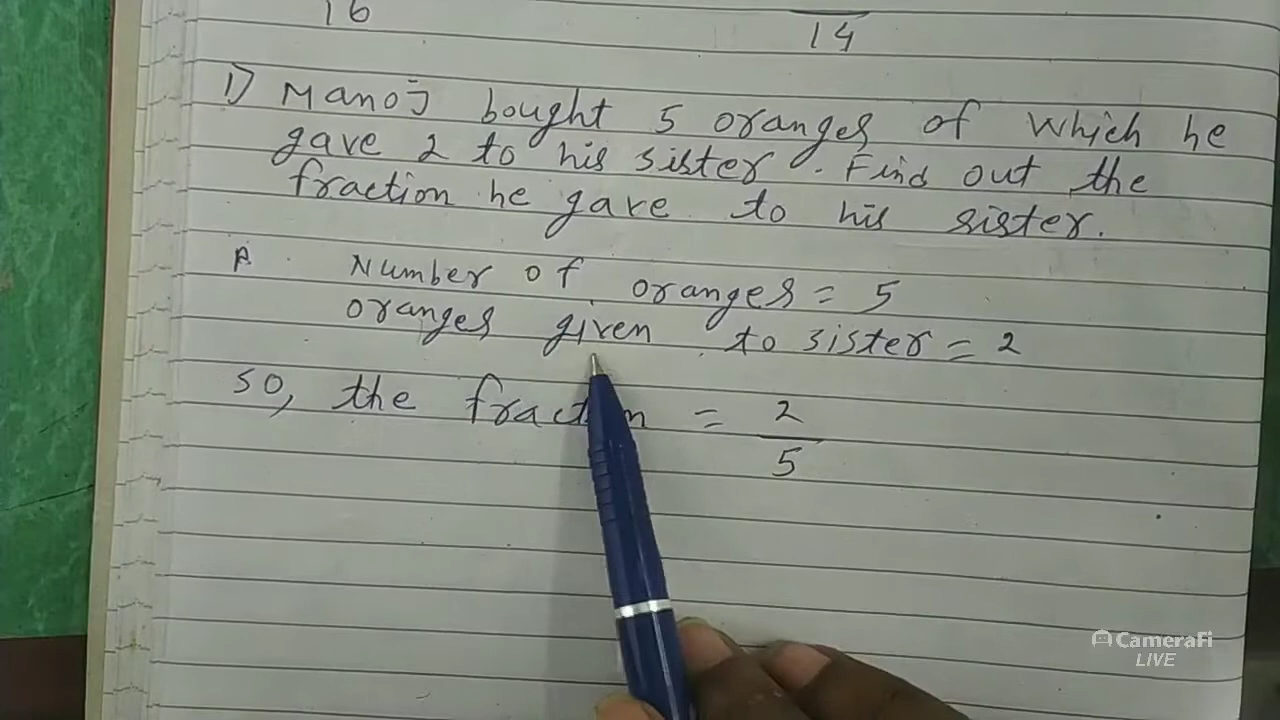 16
14
1) Manoj bought 5 oranges of which he
gave 2 to his sister. Find out the
fraction he gave to his sister.
A. Number of oranges = 5
oranges given to sister = 2
so, the fraction = 2
5
CameraFi
LIVE